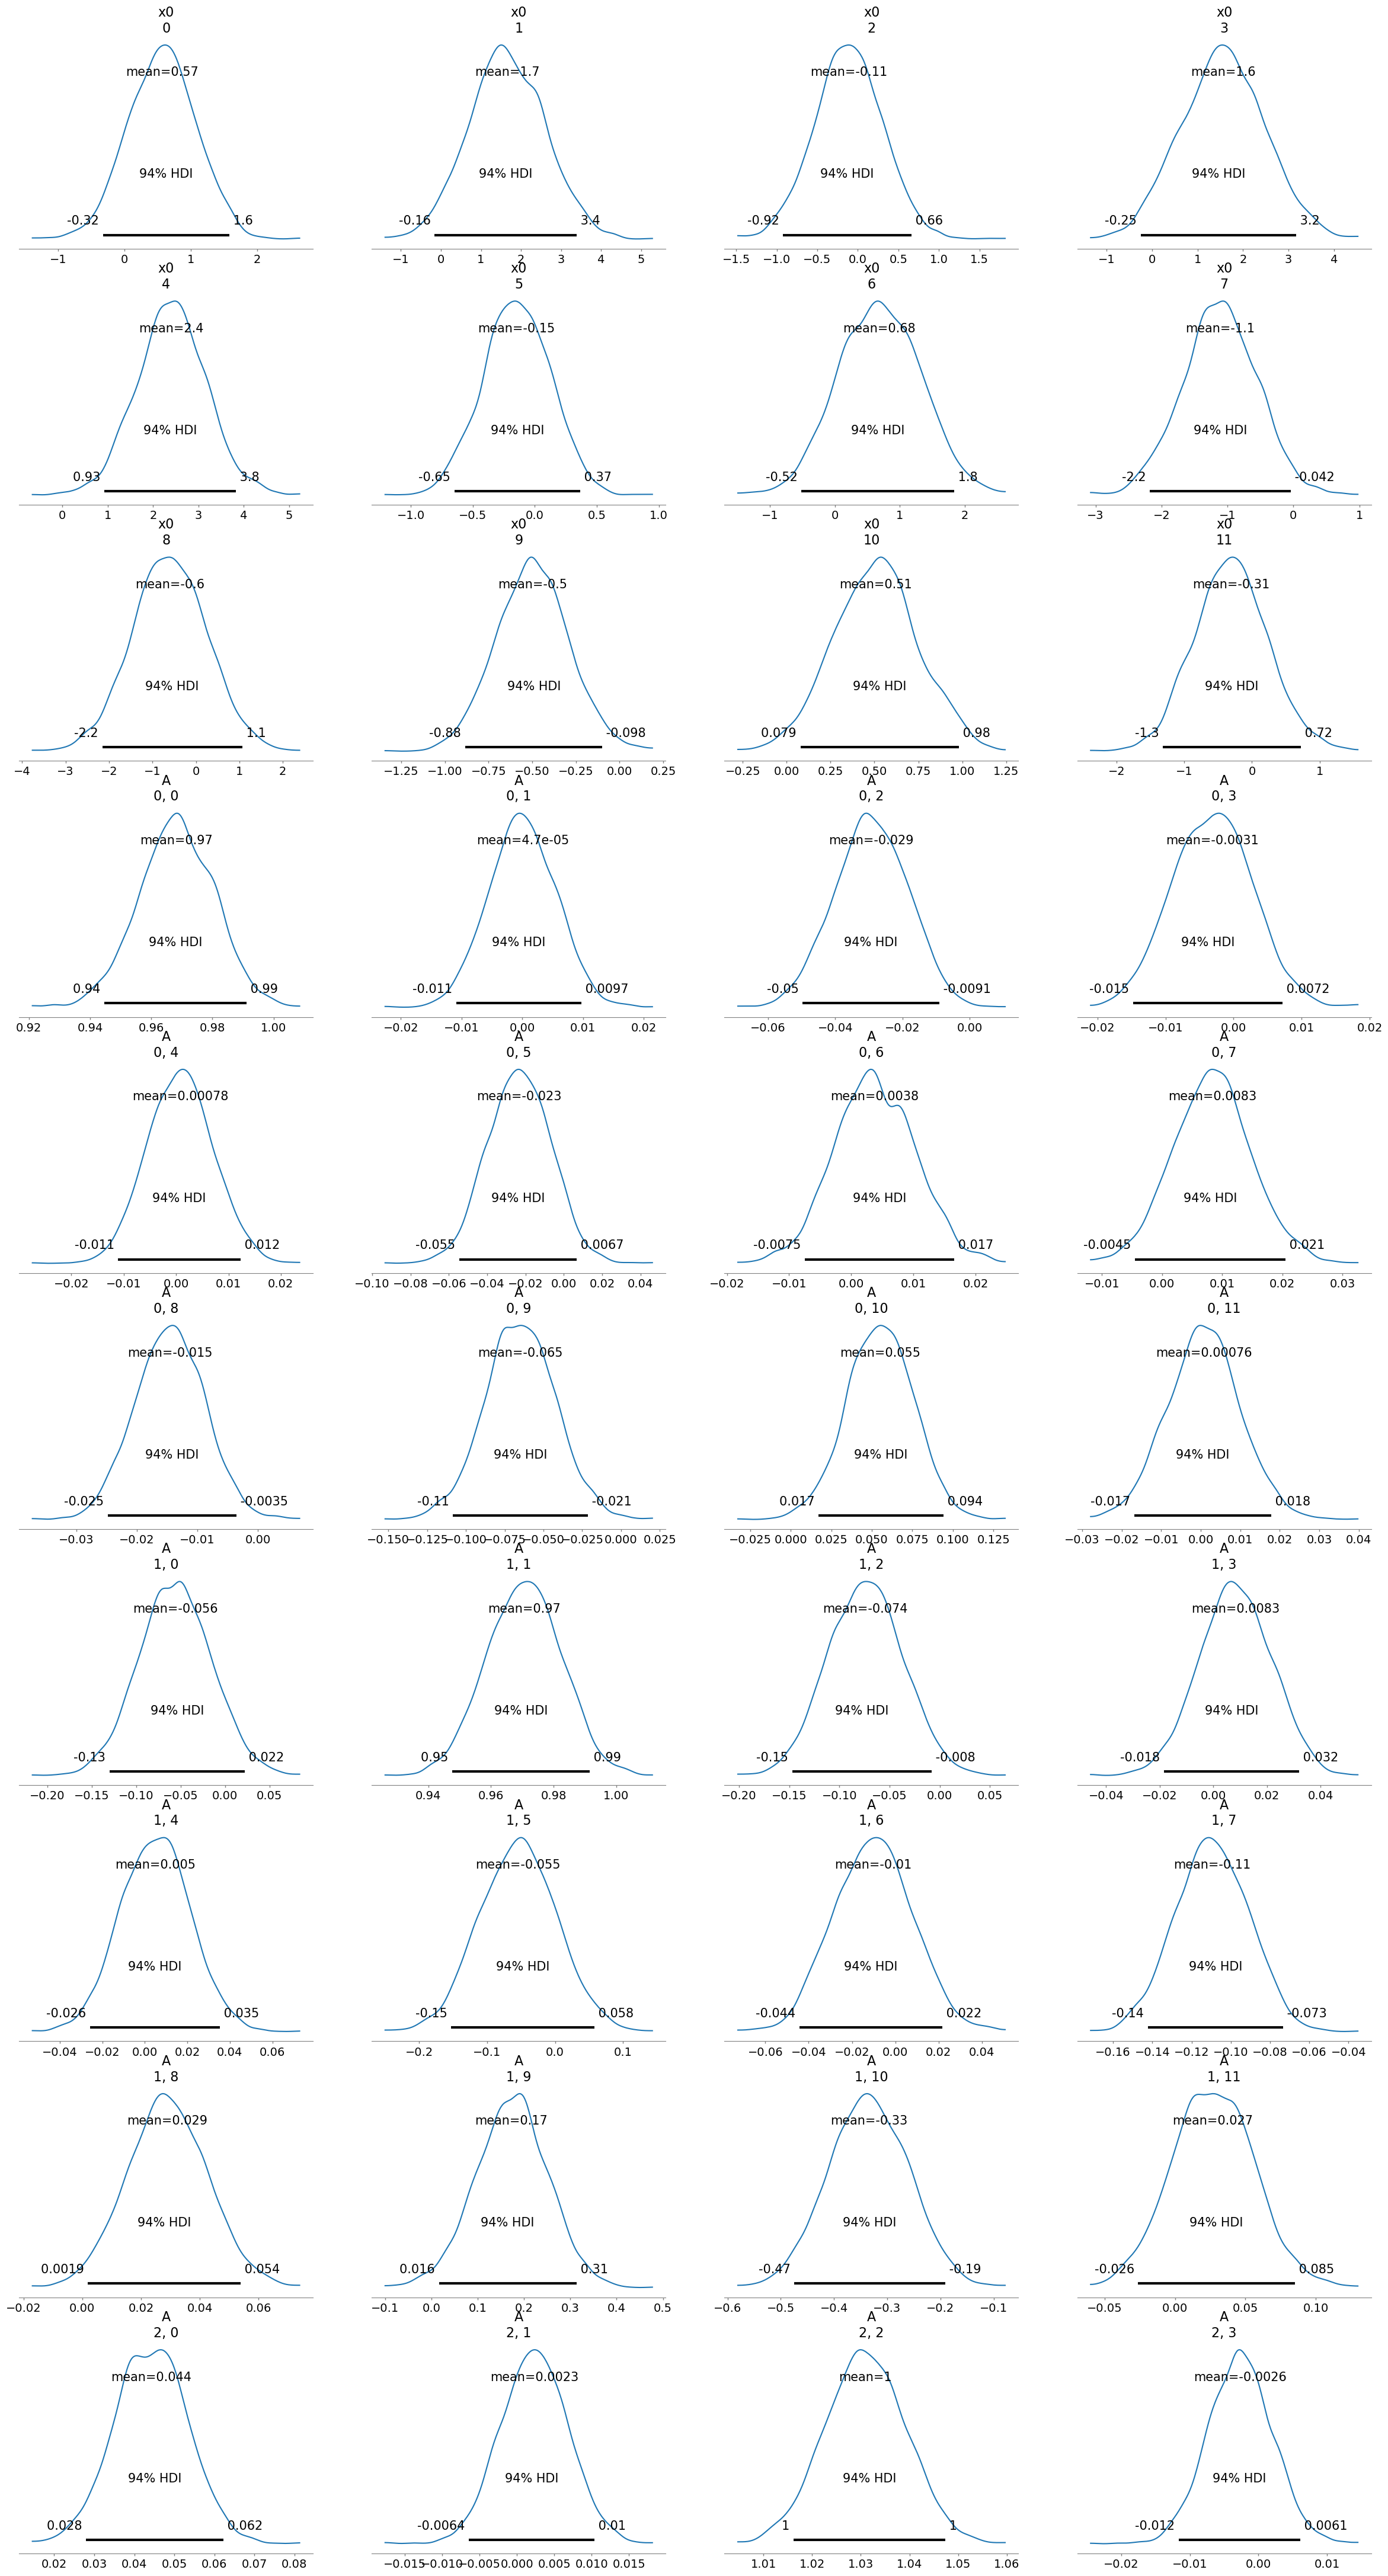 x0
0
mean=0.57
94% HDI
-0.32 1.6
−1 0 1 2
x0
1
mean=1.7
94% HDI
-0.16 3.4
−1 0 1 2 3 4 5
x0
2
mean=-0.11
94% HDI
-0.92 0.66
−1.5 −1.0 −0.5 0.0 0.5 1.0 1.5
x0
3
mean=1.6
94% HDI
-0.25 3.2
−1 0 1 2 3 4
x0
4
mean=2.4
94% HDI
0.93 3.8
0 1 2 3 4 5
x0
5
mean=-0.15
94% HDI
-0.65 0.37
−1.0 −0.5 0.0 0.5 1.0
x0
6
mean=0.68
94% HDI
-0.52 1.8
−1 0 1 2
x0
7
mean=-1.1
94% HDI
-2.2 -0.042
−3 −2 −1 0 1
x0
8
mean=-0.6
94% HDI
-2.2 1.1
−4 −3 −2 −1 0 1 2
x0
9
mean=-0.5
94% HDI
-0.88 -0.098
−1.25 −1.00 −0.75 −0.50 −0.25 0.00 0.25
x0
10
mean=0.51
94% HDI
0.079 0.98
−0.25 0.00 0.25 0.50 0.75 1.00 1.25
x0
11
mean=-0.31
94% HDI
-1.3 0.72
−2 −1 0 1
A
0, 0
mean=0.97
94% HDI
0.94 0.99
0.92 0.94 0.96 0.98 1.00
A
0, 1
mean=4.7e-05
94% HDI
-0.011 0.0097
−0.02 −0.01 0.00 0.01 0.02
A
0, 2
mean=-0.029
94% HDI
-0.05 -0.0091
−0.06 −0.04 −0.02 0.00
A
0, 3
mean=-0.0031
94% HDI
-0.015 0.0072
−0.02 −0.01 0.00 0.01 0.02
A
0, 4
mean=0.00078
94% HDI
-0.011 0.012
−0.02 −0.01 0.00 0.01 0.02
A
0, 5
mean=-0.023
94% HDI
-0.055 0.0067
−0.10 −0.08 −0.06 −0.04 −0.02 0.00 0.02 0.04
A
0, 6
mean=0.0038
94% HDI
-0.0075 0.017
−0.02 −0.01 0.00 0.01 0.02
A
0, 7
mean=0.0083
94% HDI
-0.0045 0.021
−0.01 0.00 0.01 0.02 0.03
A
0, 8
mean=-0.015
94% HDI
-0.025 -0.0035
−0.03 −0.02 −0.01 0.00
A
0, 9
mean=-0.065
94% HDI
-0.11 -0.021
−0.150 −0.125 −0.100 −0.075 −0.050 −0.025 0.000 0.025
A
0, 10
mean=0.055
94% HDI
0.017 0.094
−0.025 0.000 0.025 0.050 0.075 0.100 0.125
A
0, 11
mean=0.00076
94% HDI
-0.017 0.018
−0.03 −0.02 −0.01 0.00 0.01 0.02 0.03 0.04
A
1, 0
mean=-0.056
94% HDI
-0.13 0.022
−0.20 −0.15 −0.10 −0.05 0.00 0.05
A
1, 1
mean=0.97
94% HDI
0.95 0.99
0.94 0.96 0.98 1.00
A
1, 2
mean=-0.074
94% HDI
-0.15 -0.008
−0.20 −0.15 −0.10 −0.05 0.00 0.05
A
1, 3
mean=0.0083
94% HDI
-0.018 0.032
−0.04 −0.02 0.00 0.02 0.04
A
1, 4
mean=0.005
94% HDI
-0.026 0.035
−0.04 −0.02 0.00 0.02 0.04 0.06
A
1, 5
mean=-0.055
94% HDI
-0.15 0.058
−0.2 −0.1 0.0 0.1
A
1, 6
mean=-0.01
94% HDI
-0.044 0.022
−0.06 −0.04 −0.02 0.00 0.02 0.04
A
1, 7
mean=-0.11
94% HDI
-0.14 -0.073
−0.16 −0.14 −0.12 −0.10 −0.08 −0.06 −0.04
A
1, 8
mean=0.029
94% HDI
0.0019 0.054
−0.02 0.00 0.02 0.04 0.06
A
1, 9
mean=0.17
94% HDI
0.016 0.31
−0.1 0.0 0.1 0.2 0.3 0.4 0.5
A
1, 10
mean=-0.33
94% HDI
-0.47 -0.19
−0.6 −0.5 −0.4 −0.3 −0.2 −0.1
A
1, 11
mean=0.027
94% HDI
-0.026 0.085
−0.05 0.00 0.05 0.10
A
2, 0
mean=0.044
94% HDI
0.028 0.062
0.02 0.03 0.04 0.05 0.06 0.07 0.08
A
2, 1
mean=0.0023
94% HDI
-0.0064 0.01
−0.015 −0.010 −0.005 0.000 0.005 0.010 0.015
A
2, 2
mean=1
94% HDI
1 1
1.01 1.02 1.03 1.04 1.05 1.06
A
2, 3
mean=-0.0026
94% HDI
-0.012 0.0061
−0.02 −0.01 0.00 0.01